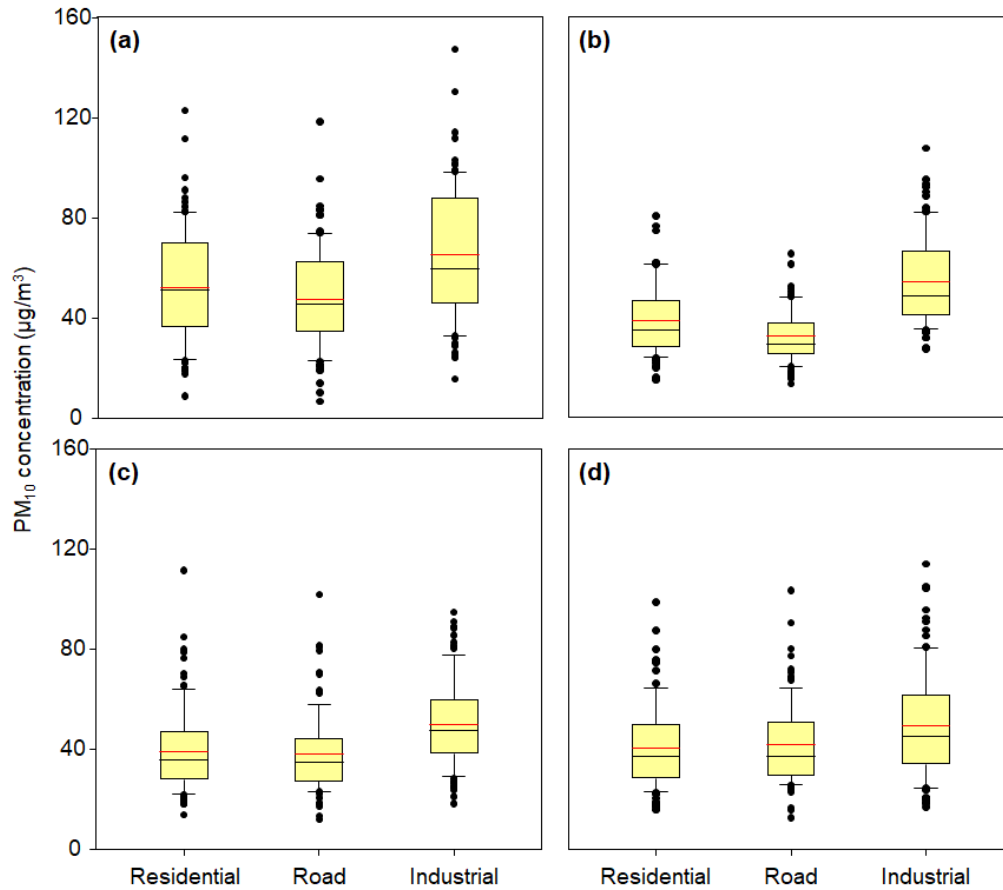 PM₁₀ concentration (µg/m³)
160
120
80
40
0
(a)
(b)
160
120
80
40
0
(c)
(d)
Residential Road Industrial
Residential Road Industrial